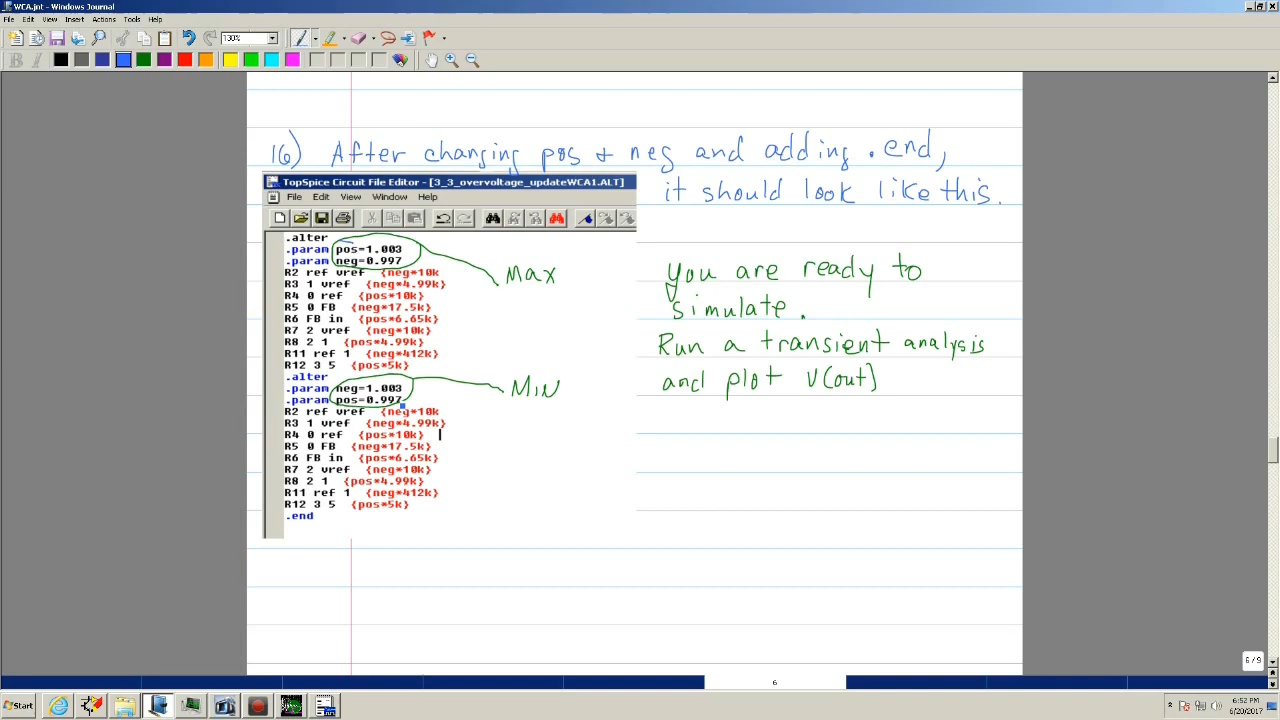 WCA.jnt - Windows Journal
File Edit View Insert Actions Tools Help
130%
B I
16) After changing pos & neg and adding .end,
it should look like this.
TopSpice Circuit File Editor - [3_3_overvoltage_updateWCA1.ALT]
File Edit View Window Help
.alter
.param pos=1.003
.param neg=0.997
Max
R2 ref vref {neg*10k
R3 1 vref {neg*4.99k}
R4 0 ref {pos*10k}
R5 0 FB {neg*17.5k}
R6 FB in {pos*6.65k}
R7 2 vref {neg*10k}
R8 2 1 {pos*4.99k}
R11 ref 1 {neg*412k}
R12 3 5 {pos*5k}
.alter
.param neg=1.003
.param pos=0.997
MIN
R2 ref vref {neg*10k
R3 1 vref {neg*4.99k}
R4 0 ref {pos*10k}
R5 0 FB {neg*17.5k}
R6 FB in {pos*6.65k}
R7 2 vref {neg*10k}
R8 2 1 {pos*4.99k}
R11 ref 1 {neg*412k}
R12 3 5 {pos*5k}
.end
you are ready to
simulate.
Run a transient analysis
and plot V(out)
6 / 9
6
Start
6:52 PM
6/20/2017